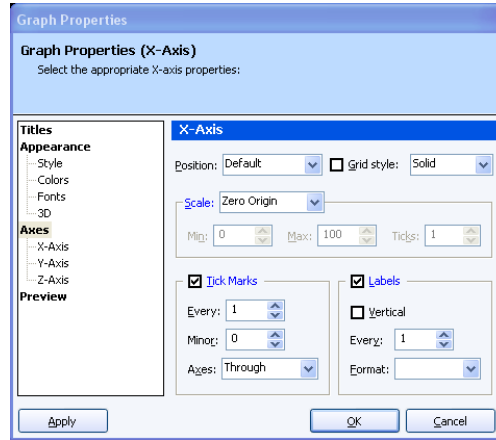 Graph Properties
Graph Properties (X-Axis)
Select the appropriate X-axis properties:
Titles
Appearance
Style
Colors
Fonts
3D
Axes
X-Axis
Y-Axis
Z-Axis
Preview
X-Axis
Position: Default Grid style: Solid
Scale: Zero Origin
Min: 0 Max: 100 Ticks: 1
Tick Marks
Every: 1
Minor: 0
Axes: Through
Labels
Vertical
Every: 1
Format:
Apply OK Cancel